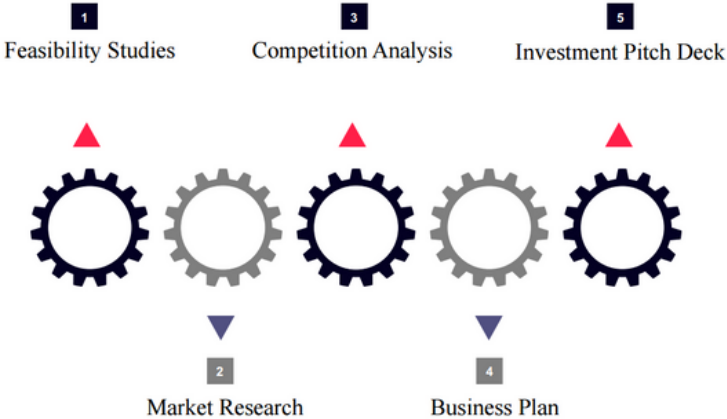 1
Feasibility Studies
3
Competition Analysis
5
Investment Pitch Deck
2
Market Research
4
Business Plan